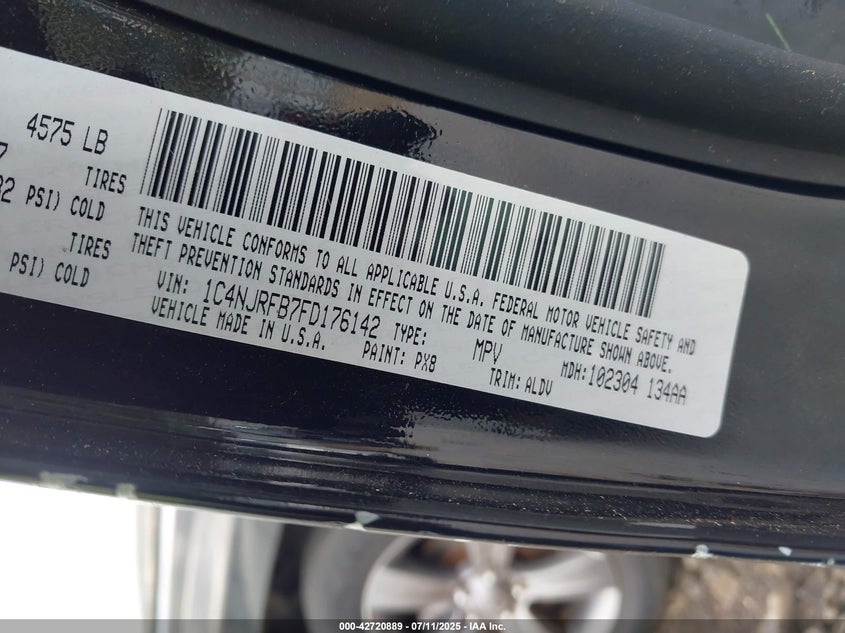 4575 LB
7 TIRES
32 PSI) COLD
TIRES
PSI) COLD
THIS VEHICLE CONFORMS TO ALL APPLICABLE U.S.A. FEDERAL MOTOR VEHICLE SAFETY AND
THEFT PREVENTION STANDARDS IN EFFECT ON THE DATE OF MANUFACTURE SHOWN ABOVE.
VIN: 1C4NJRFB7FD176142 TYPE: MPV MDH: 102304 134AA
VEHICLE MADE IN U.S.A. PAINT: PX8 TRIM: ALDV
000-42720889 - 07/11/2025 - IAA Inc.